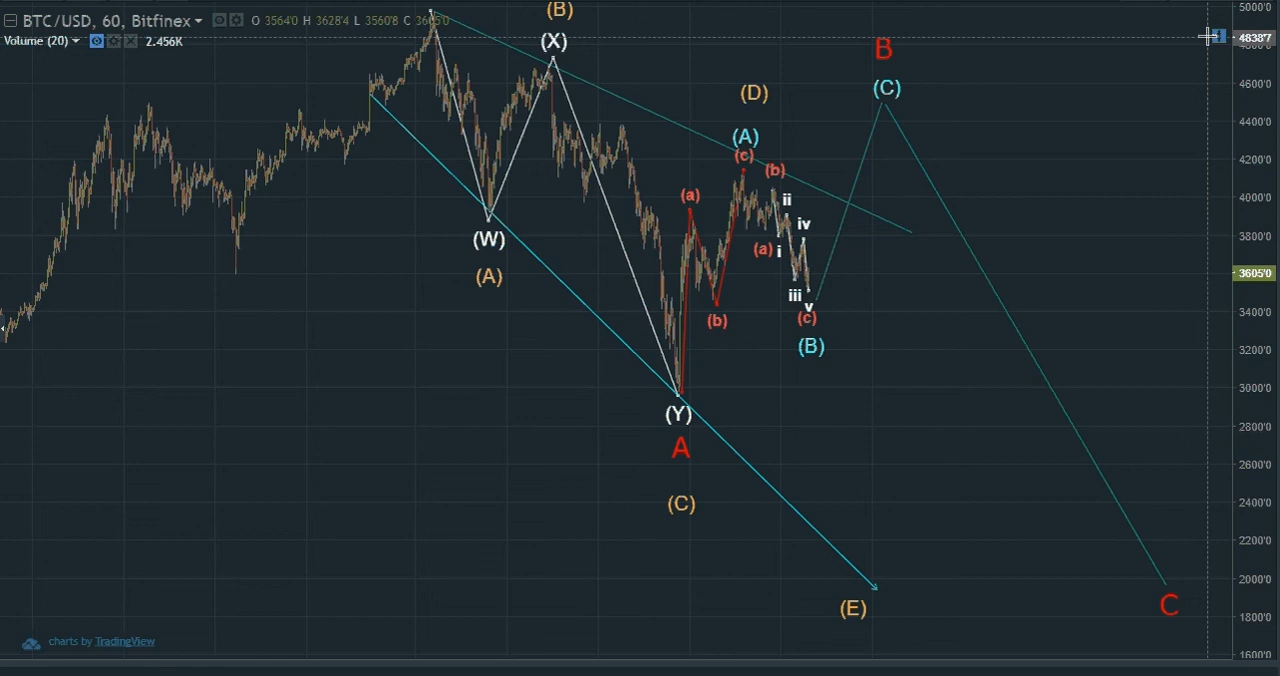 BTC/USD, 60, Bitfinex O 3564'0 H 3628'4 L 3560'8 C 3605'0
Volume (20) 2.456K
(B)
(X)
B
(C)
(D)
(A)
(c)
(b)
(a)
ii
iv
(W)
(a)
i
(A)
iii
v
(b)
(c)
(B)
(Y)
A
(C)
(E)
C
5000'0
4838'7
4600'0
4400'0
4200'0
4000'0
3800'0
3605'0
3400'0
3200'0
3000'0
2800'0
2600'0
2400'0
2200'0
2000'0
1800'0
1600'0
charts by TradingView